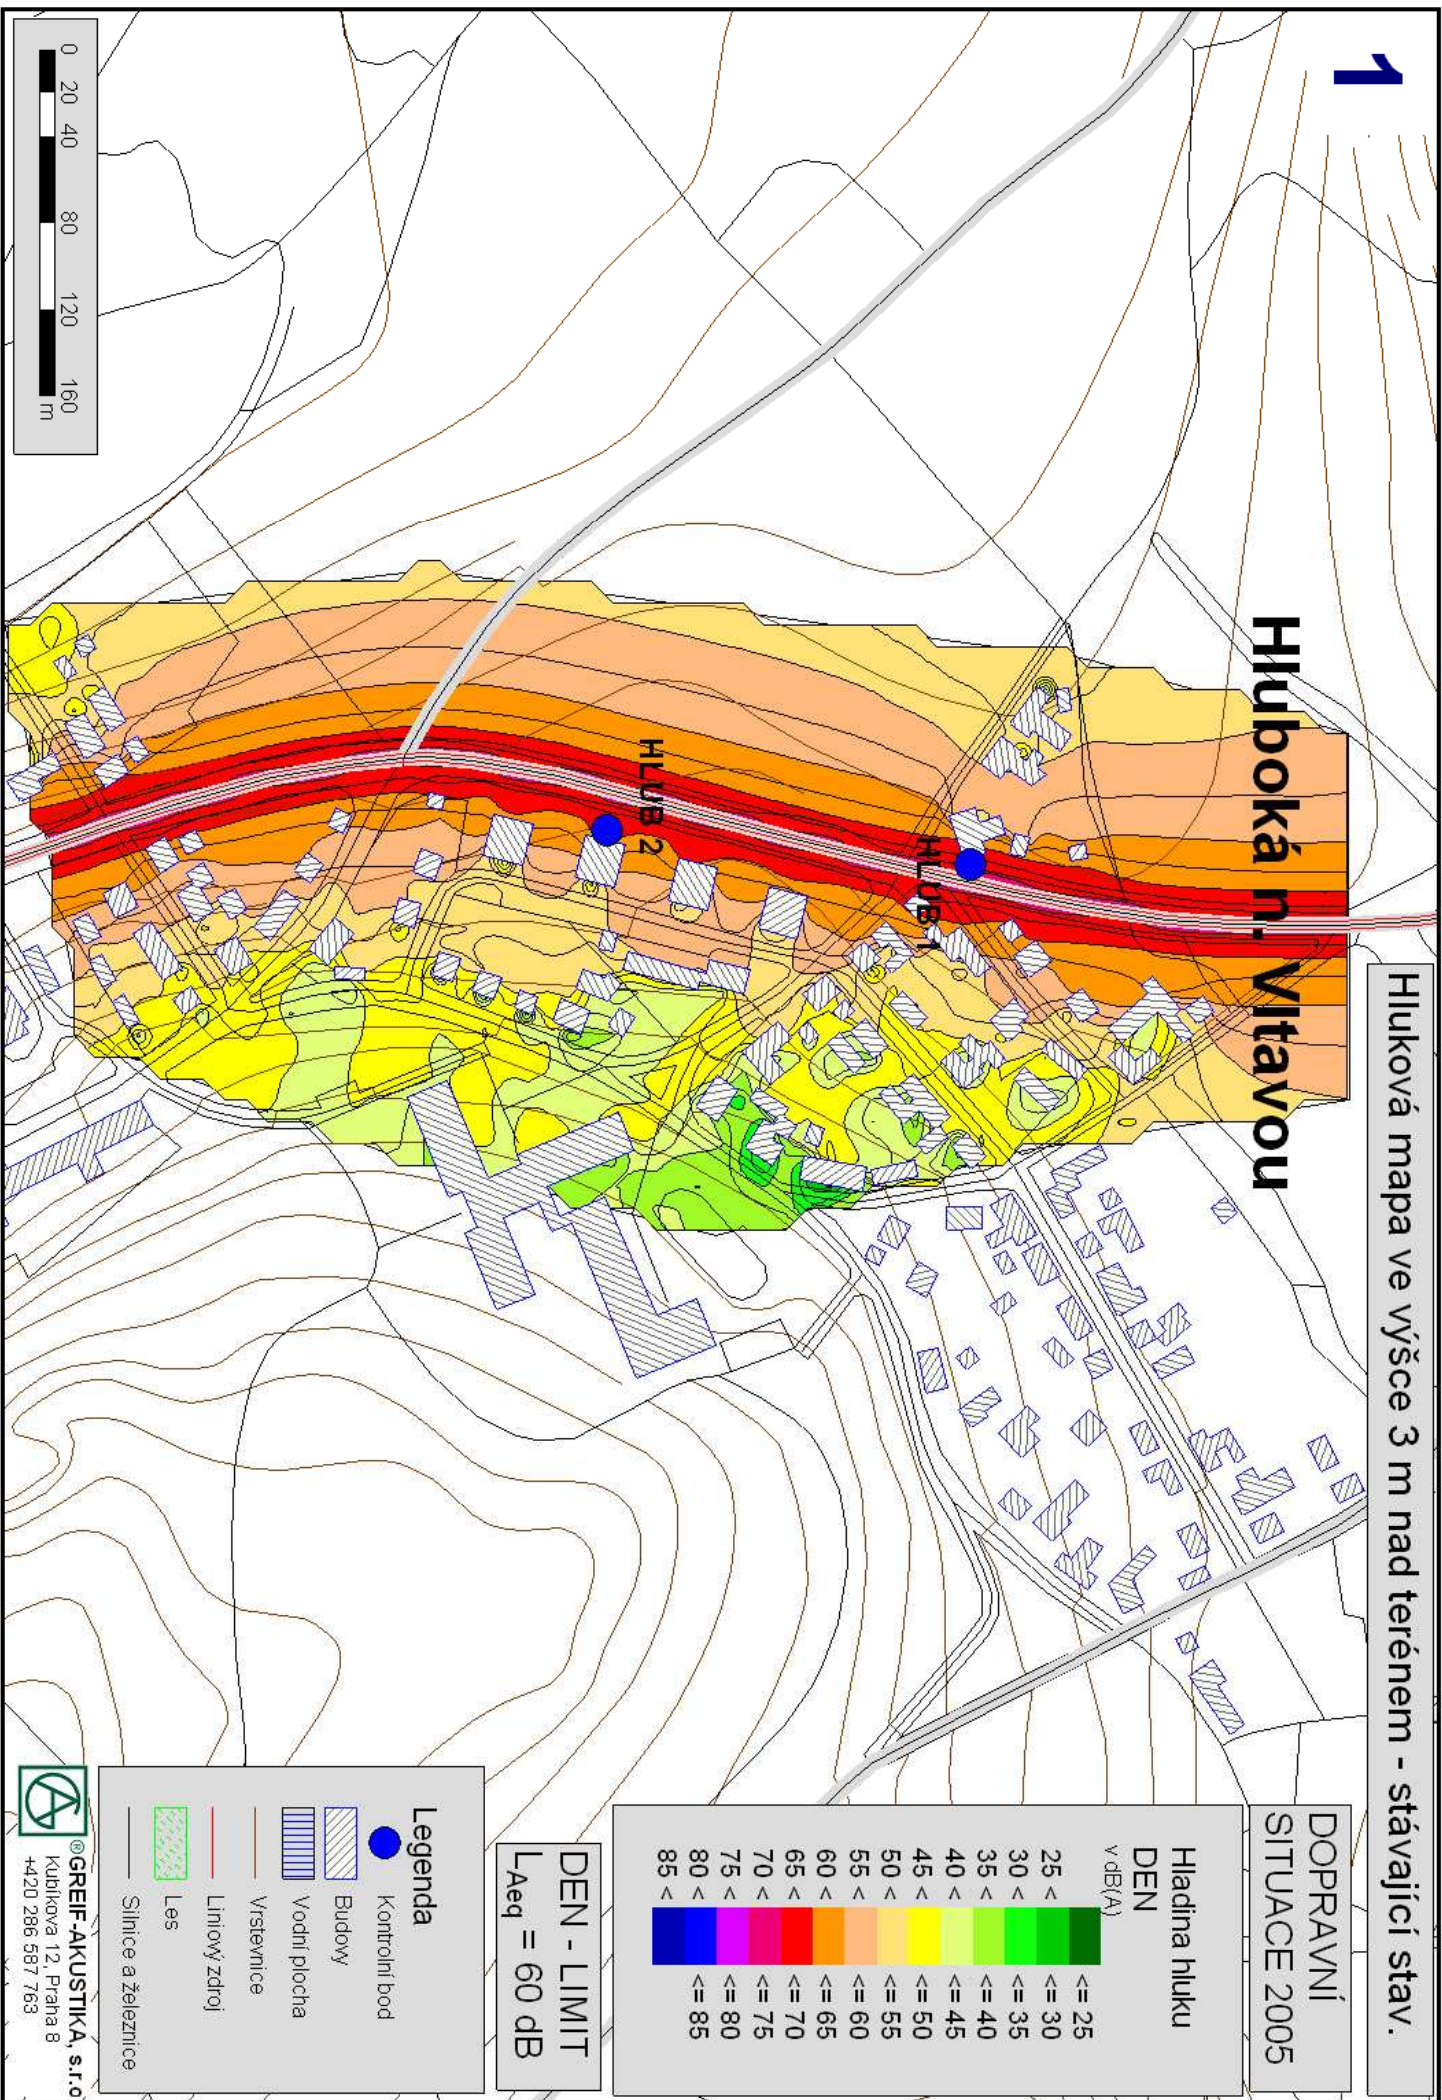 1
Hluková mapa ve výšce 3 m nad terénem - stávající stav.
Hluboká n. Vltavou
DOPRAVNÍ
SITUACE 2005
HLUB 1
HLUB 2
Hladina hluku
DEN
v dB(A)
<= 25
25 < <= 30
30 < <= 35
35 < <= 40
40 < <= 45
45 < <= 50
50 < <= 55
55 < <= 60
60 < <= 65
65 < <= 70
70 < <= 75
75 < <= 80
80 < <= 85
85 <
DEN - LIMIT
LAeq = 60 dB
Legenda
Kontrolní bod
Budovy
Vodní plocha
Vrstevnice
Liniový zdroj
Les
Silnice a železnice
0 20 40 80 120 160
m
®GREIF-AKUSTIKA, s.r.o
Kubíkova 12, Praha 8
+420 286 587 763